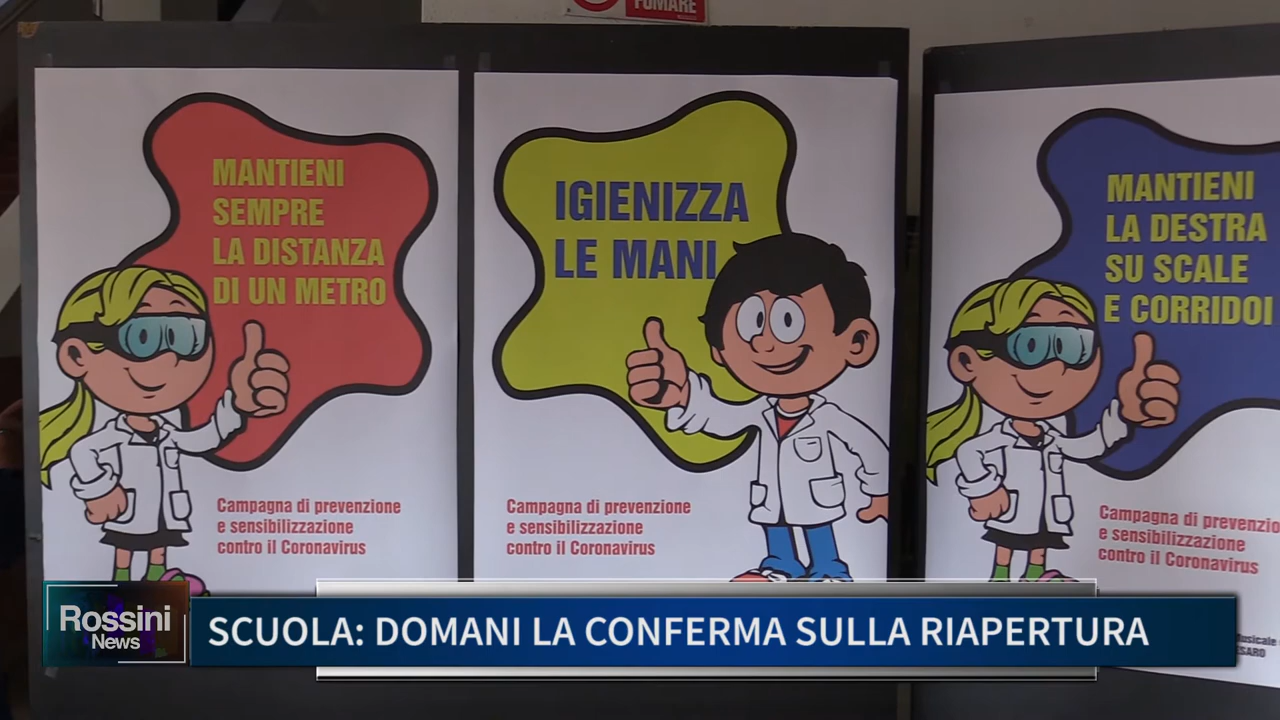 FUMARE
MANTIENI
SEMPRE
LA DISTANZA
DI UN METRO
Campagna di prevenzione
e sensibilizzazione
contro il Coronavirus
IGIENIZZA
LE MANI
Campagna di prevenzione
e sensibilizzazione
contro il Coronavirus
MANTIENI
LA DESTRA
SU SCALE
E CORRIDOI
Campagna di prevenzio
e sensibilizzazione
contro il Coronavirus
Rossini
News
SCUOLA: DOMANI LA CONFERMA SULLA RIAPERTURA